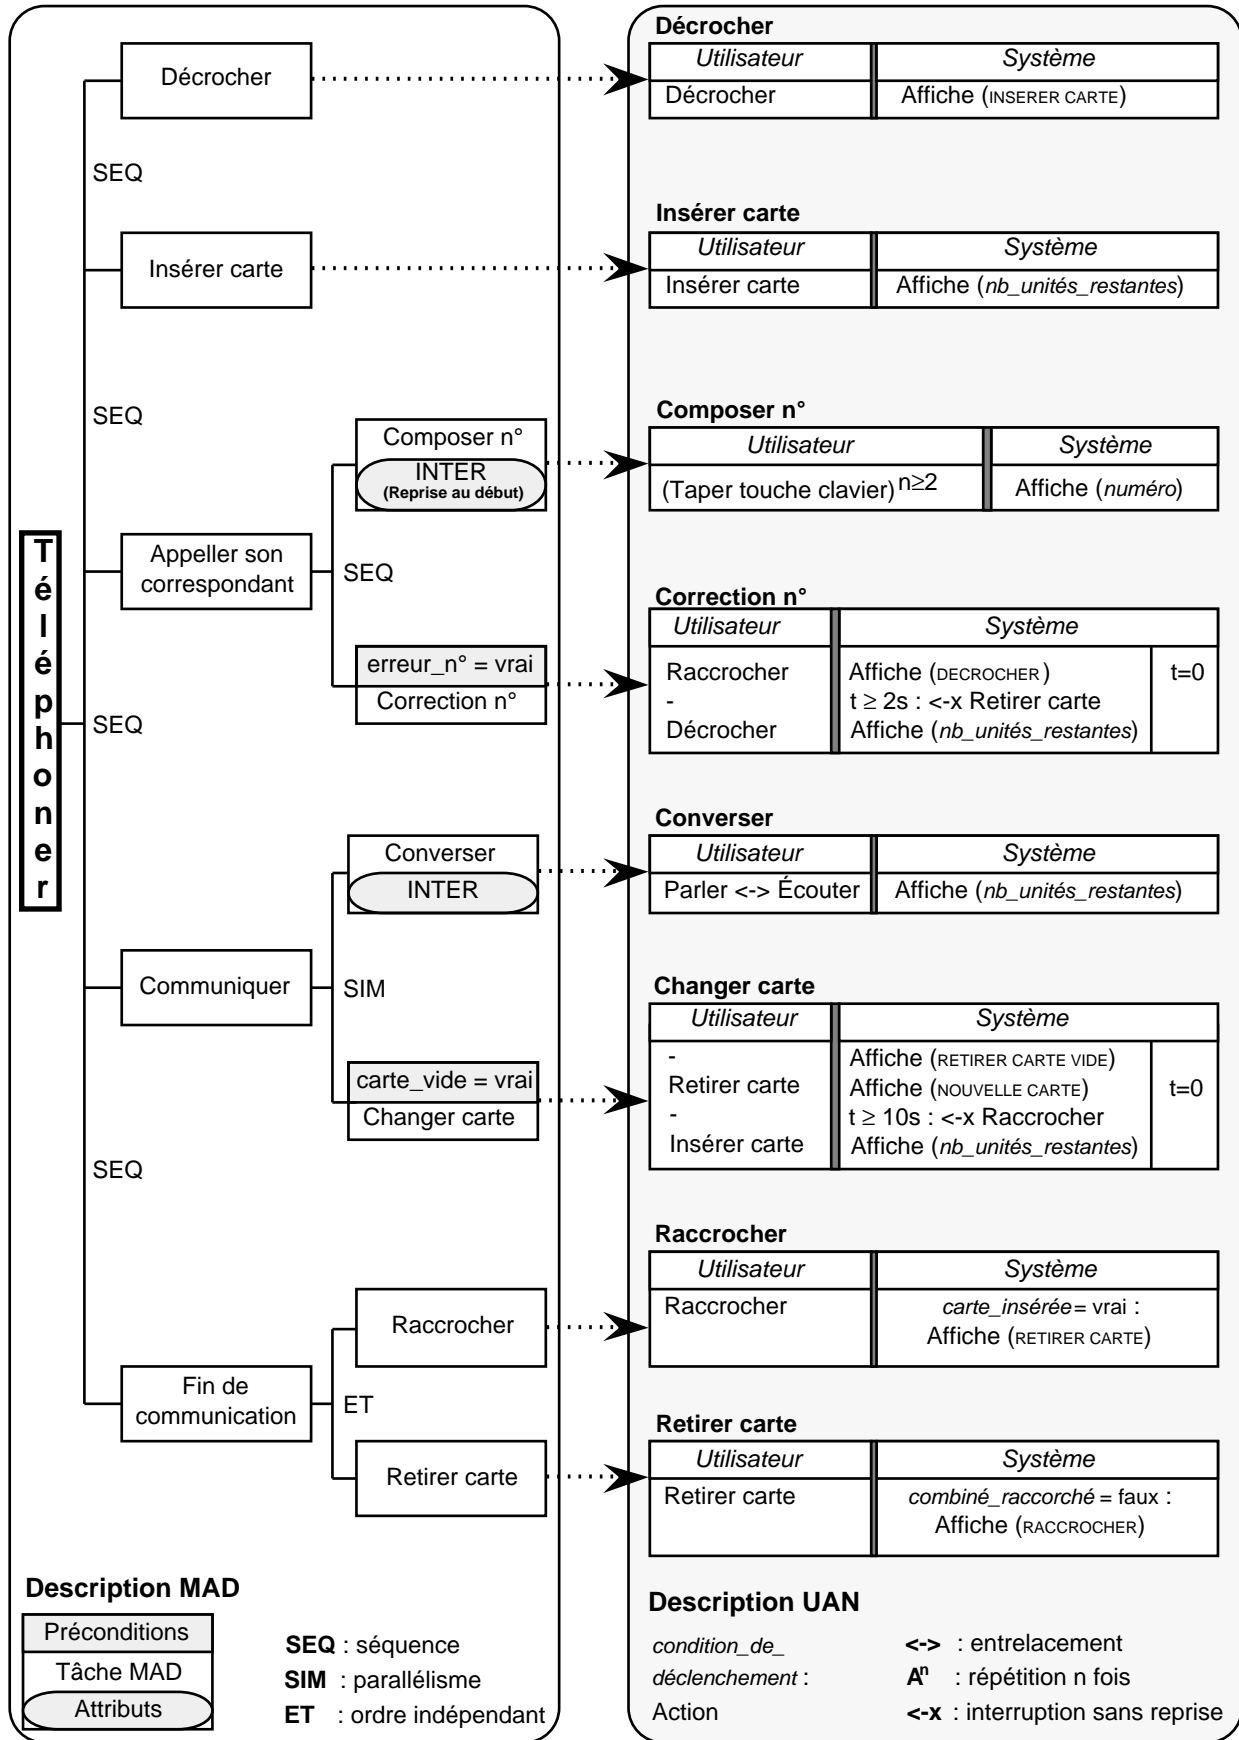 Décrocher
SEQ
Insérer carte
SEQ
Composer n°
INTER
(Reprise au début)
Téléphoner
Appeller son
correspondant
SEQ
erreur_n° = vrai
Correction n°
SEQ
Converser
INTER
Communiquer
SIM
carte_vide = vrai
Changer carte
SEQ
Raccrocher
Fin de
communication
ET
Retirer carte
Description MAD
Préconditions
Tâche MAD
Attributs
SEQ : séquence
SIM : parallélisme
ET : ordre indépendant
Décrocher
Utilisateur Système
Décrocher Affiche (INSERER CARTE)
Insérer carte
Utilisateur Système
Insérer carte Affiche (nb_unités_restantes)
Composer n°
Utilisateur Système
(Taper touche clavier) n≥2 Affiche (numéro)
Correction n°
Utilisateur Système
Raccrocher Affiche (DECROCHER) t=0
- t ≥ 2s : <-x Retirer carte
Décrocher Affiche (nb_unités_restantes)
Converser
Utilisateur Système
Parler <-> Écouter Affiche (nb_unités_restantes)
Changer carte
Utilisateur Système
- Affiche (RETIRER CARTE VIDE)
Retirer carte Affiche (NOUVELLE CARTE) t=0
- t ≥ 10s : <-x Raccrocher
Insérer carte Affiche (nb_unités_restantes)
Raccrocher
Utilisateur Système
Raccrocher carte_insérée = vrai :
Affiche (RETIRER CARTE)
Retirer carte
Utilisateur Système
Retirer carte combiné_raccorché = faux :
Affiche (RACCROCHER)
Description UAN
condition_de_
déclenchement :
Action
<-> : entrelacement
Aⁿ : répétition n fois
<-x : interruption sans reprise